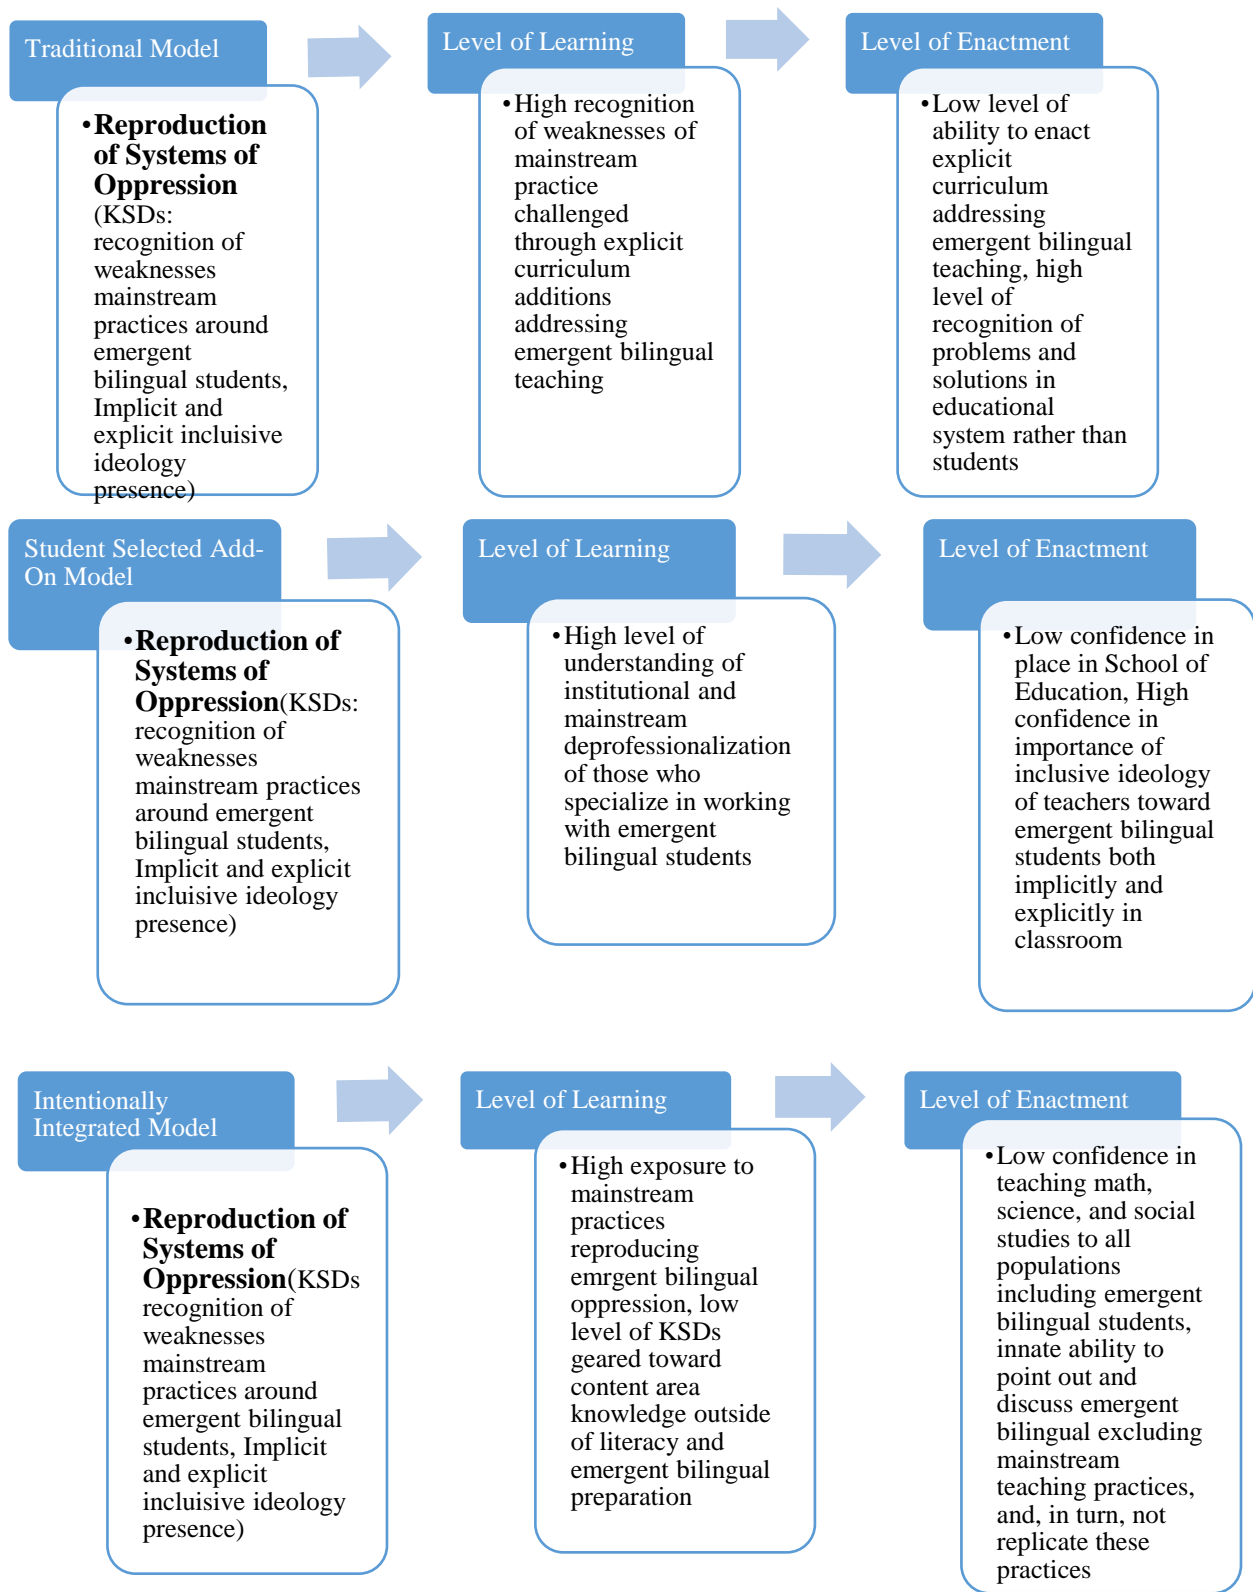 Traditional Model
•Reproduction
of Systems of
Oppression
(KSDs:
recognition of
weaknesses
mainstream
practices around
emergent
bilingual students,
Implicit and
explicit incluisive
ideology
presence)
Level of Learning
•High recognition
of weaknesses of
mainstream
practice
challenged
through explicit
curriculum
additions
addressing
emergent bilingual
teaching
Level of Enactment
•Low level of
ability to enact
explicit
curriculum
addressing
emergent bilingual
teaching, high
level of
recognition of
problems and
solutions in
educational
system rather than
students
Student Selected Add-
On Model
•Reproduction of
Systems of
Oppression(KSDs:
recognition of
weaknesses
mainstream practices
around emergent
bilingual students,
Implicit and explicit
incluisive ideology
presence)
Level of Learning
•High level of
understanding of
institutional and
mainstream
deprofessionalization
of those who
specialize in working
with emergent
bilingual students
Level of Enactment
•Low confidence in
place in School of
Education, High
confidence in
importance of
inclusive ideology
of teachers toward
emergent bilingual
students both
implicitly and
explicitly in
classroom
Intentionally
Integrated Model
•Reproduction of
Systems of
Oppression(KSDs
recognition of
weaknesses
mainstream
practices around
emergent bilingual
students, Implicit
and explicit
incluisive ideology
presence)
Level of Learning
•High exposure to
mainstream
practices
reproducing
emrgent bilingual
oppression, low
level of KSDs
geared toward
content area
knowledge outside
of literacy and
emergent bilingual
preparation
Level of Enactment
•Low confidence in
teaching math,
science, and social
studies to all
populations
including emergent
bilingual students,
innate ability to
point out and
discuss emergent
bilingual excluding
mainstream
teaching practices,
and, in turn, not
replicate these
practices